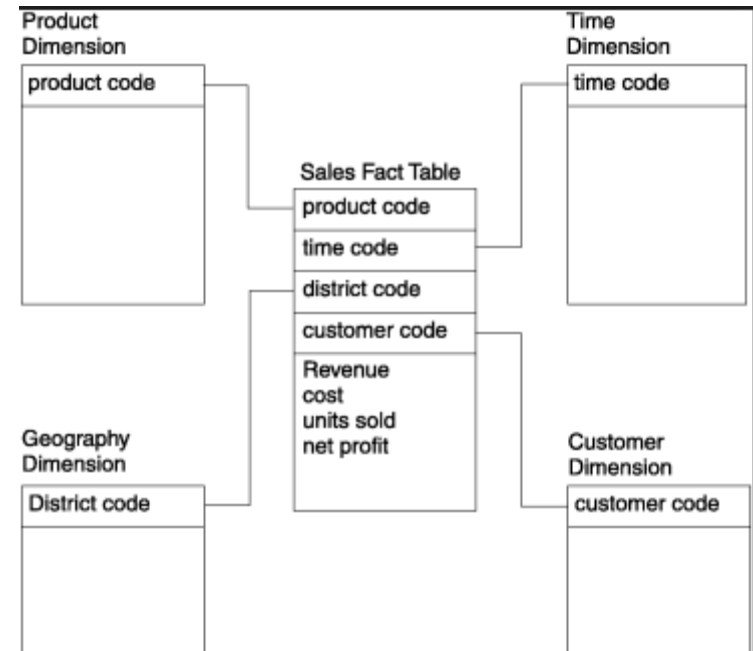 Product
Dimension
product code
Time
Dimension
time code
Sales Fact Table
product code
time code
district code
customer code
Revenue
cost
units sold
net profit
Geography
Dimension
District code
Customer
Dimension
customer code